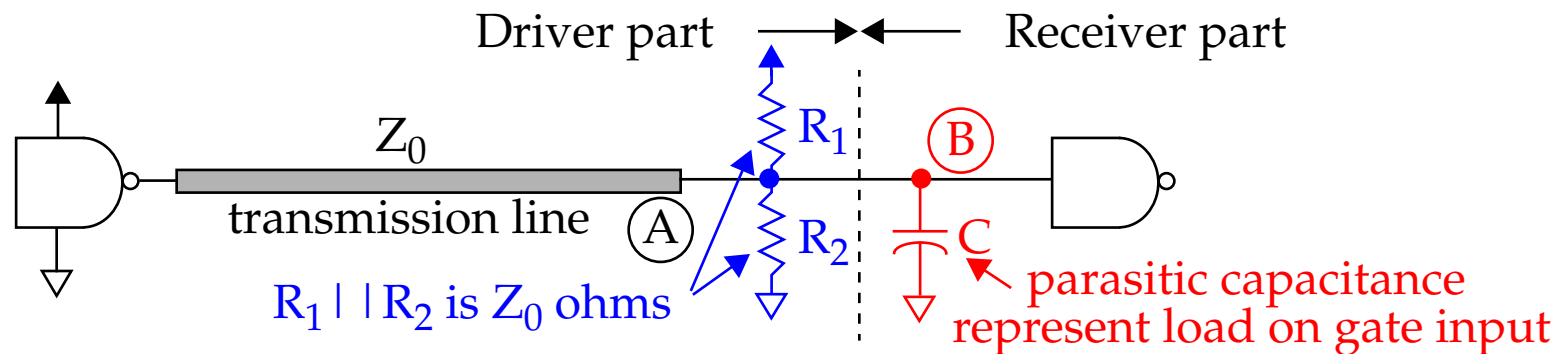 Driver part
Receiver part
Z0
R1
B
transmission line
A
R2
C
R1 | | R2 is Z0 ohms
parasitic capacitance
represent load on gate input